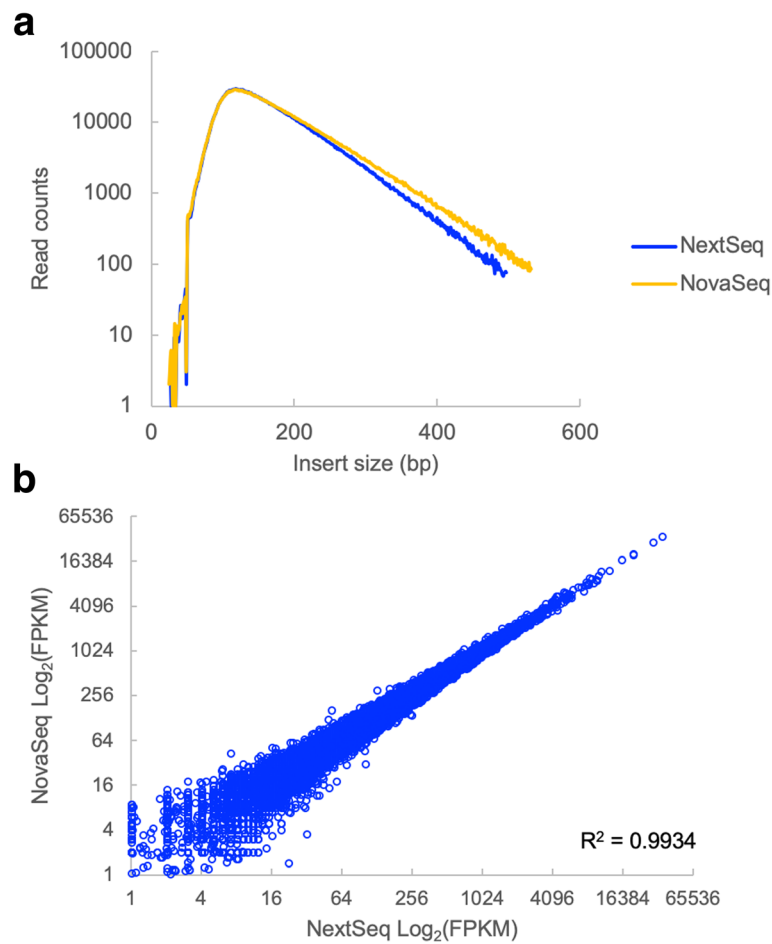 a
100000
10000
1000
100
10
1
Read counts
0 200 400 600
Insert size (bp)
NextSeq
NovaSeq
b
65536
16384
4096
1024
256
64
16
4
1
NovaSeq Log₂(FPKM)
R² = 0.9934
1 4 16 64 256 1024 4096 16384 65536
NextSeq Log₂(FPKM)